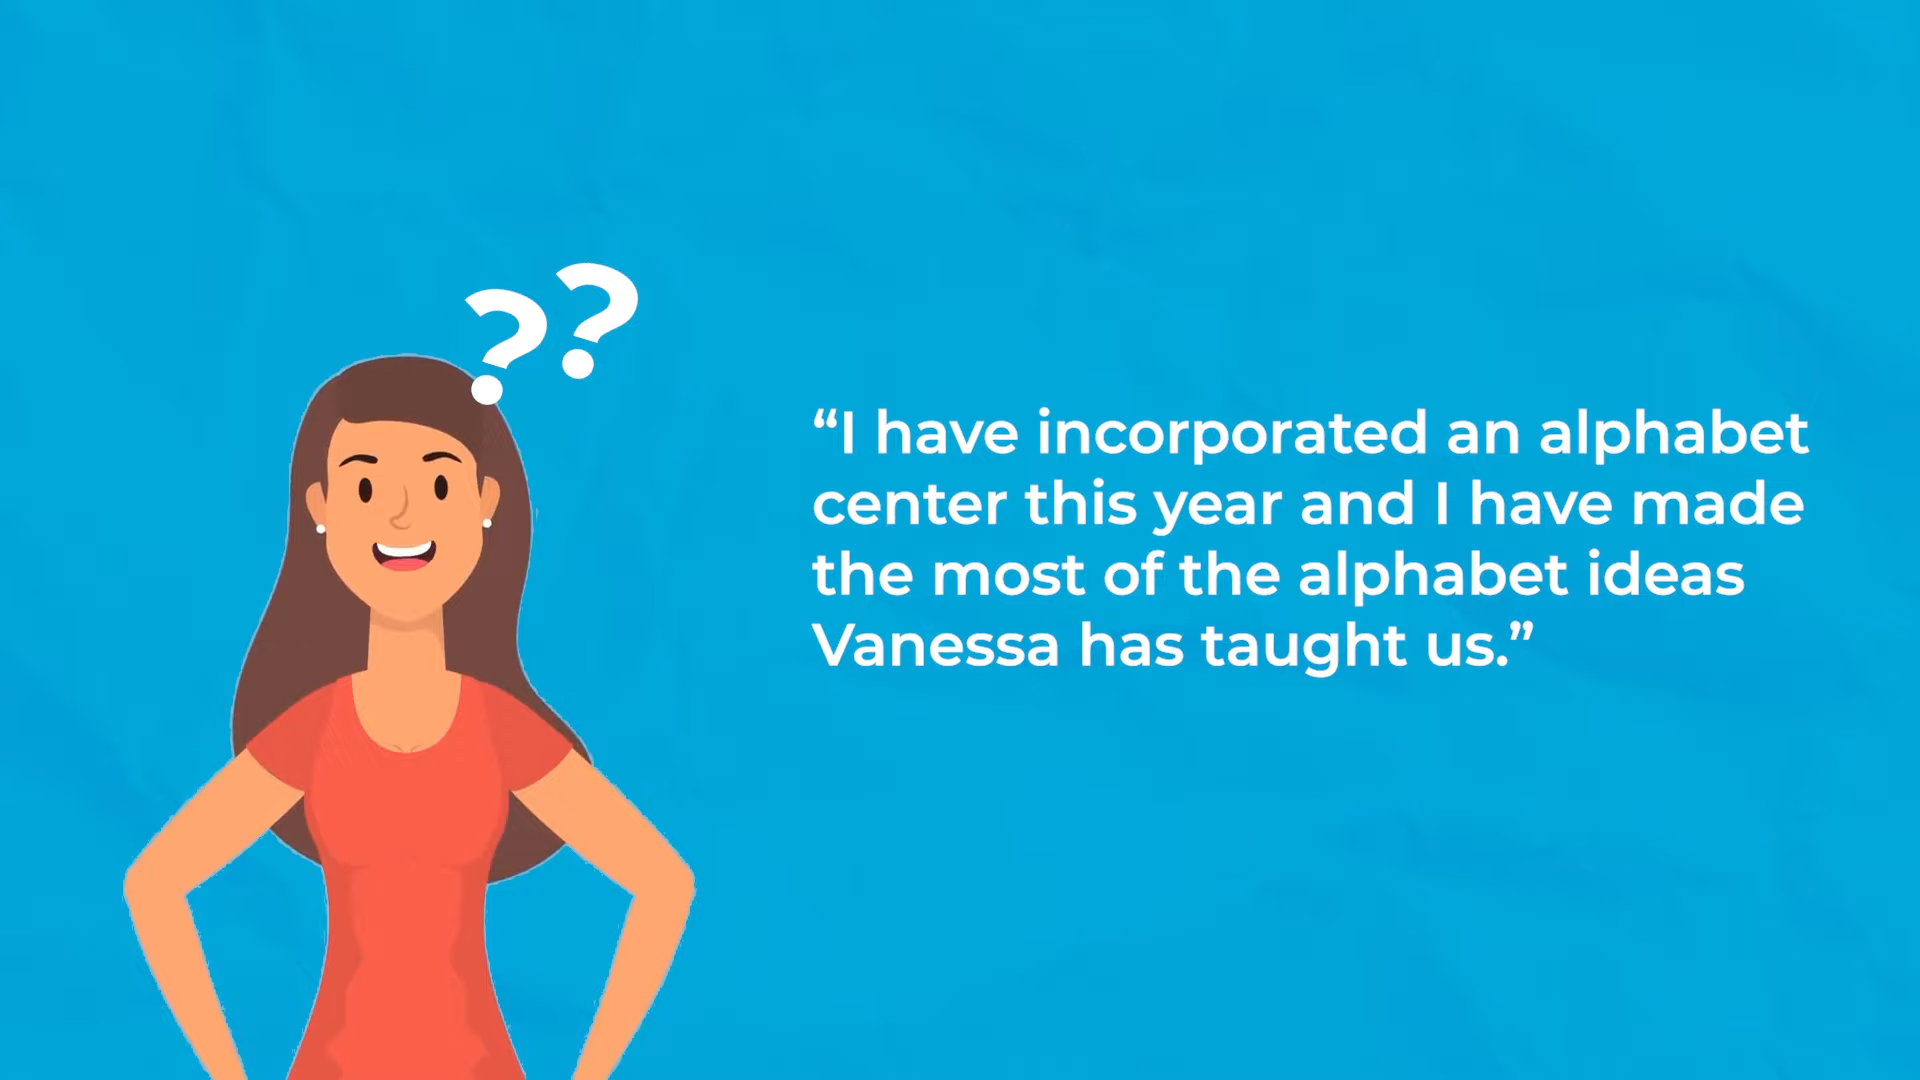 ??
“I have incorporated an alphabet
center this year and I have made
the most of the alphabet ideas
Vanessa has taught us.”